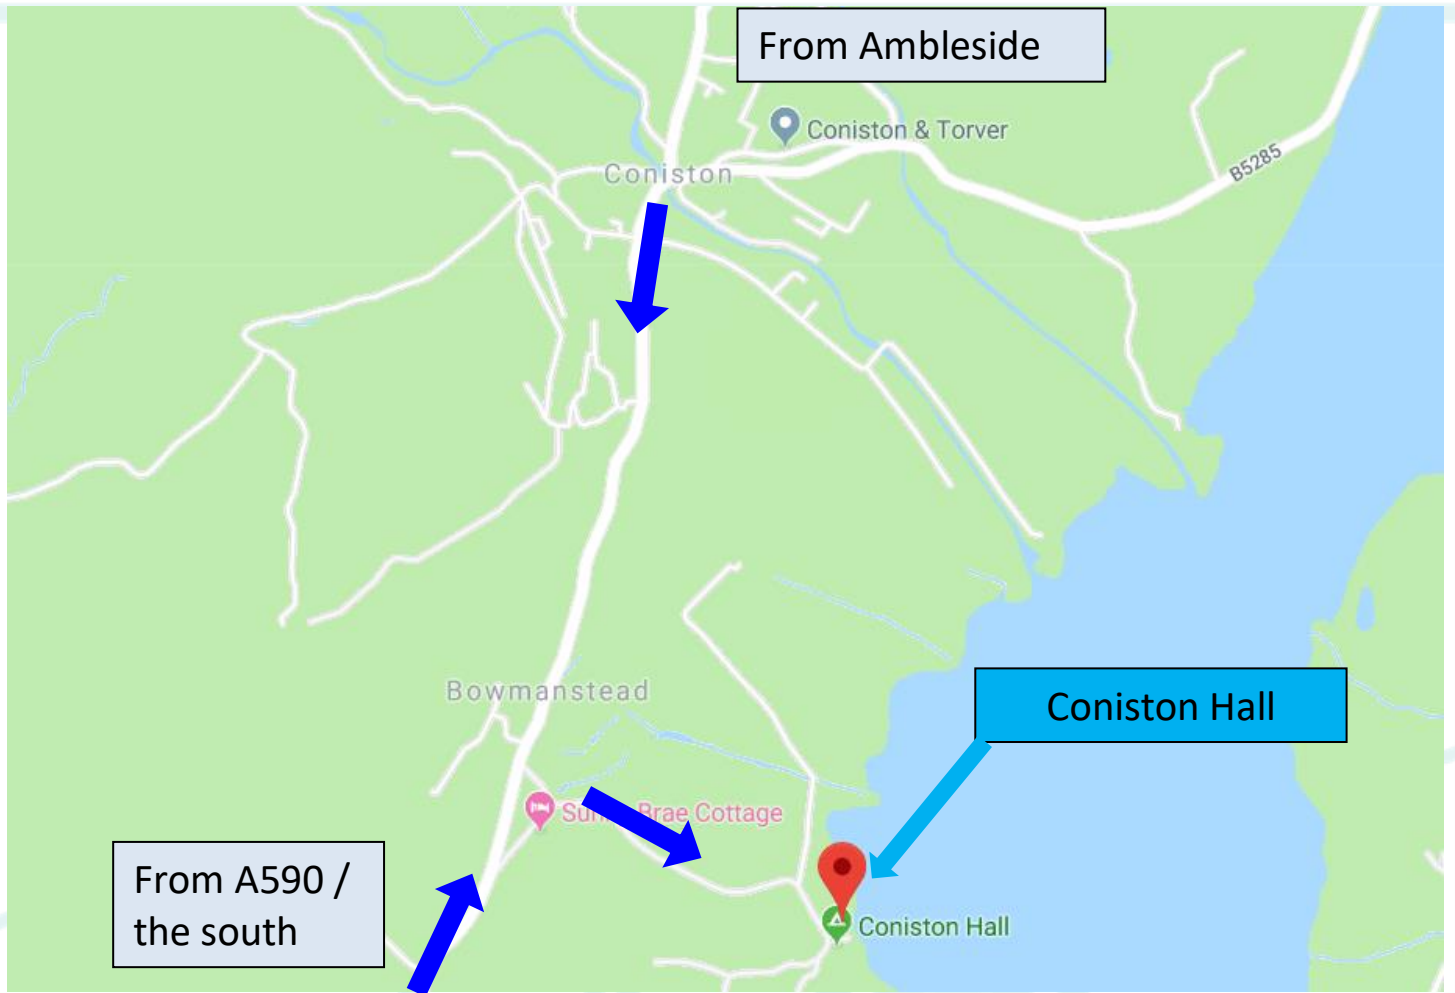 From Ambleside
Coniston & Torver
B5285
Coniston
Bowmanstead
Coniston Hall
Brae Cottage
From A590 /
the south
Coniston Hall